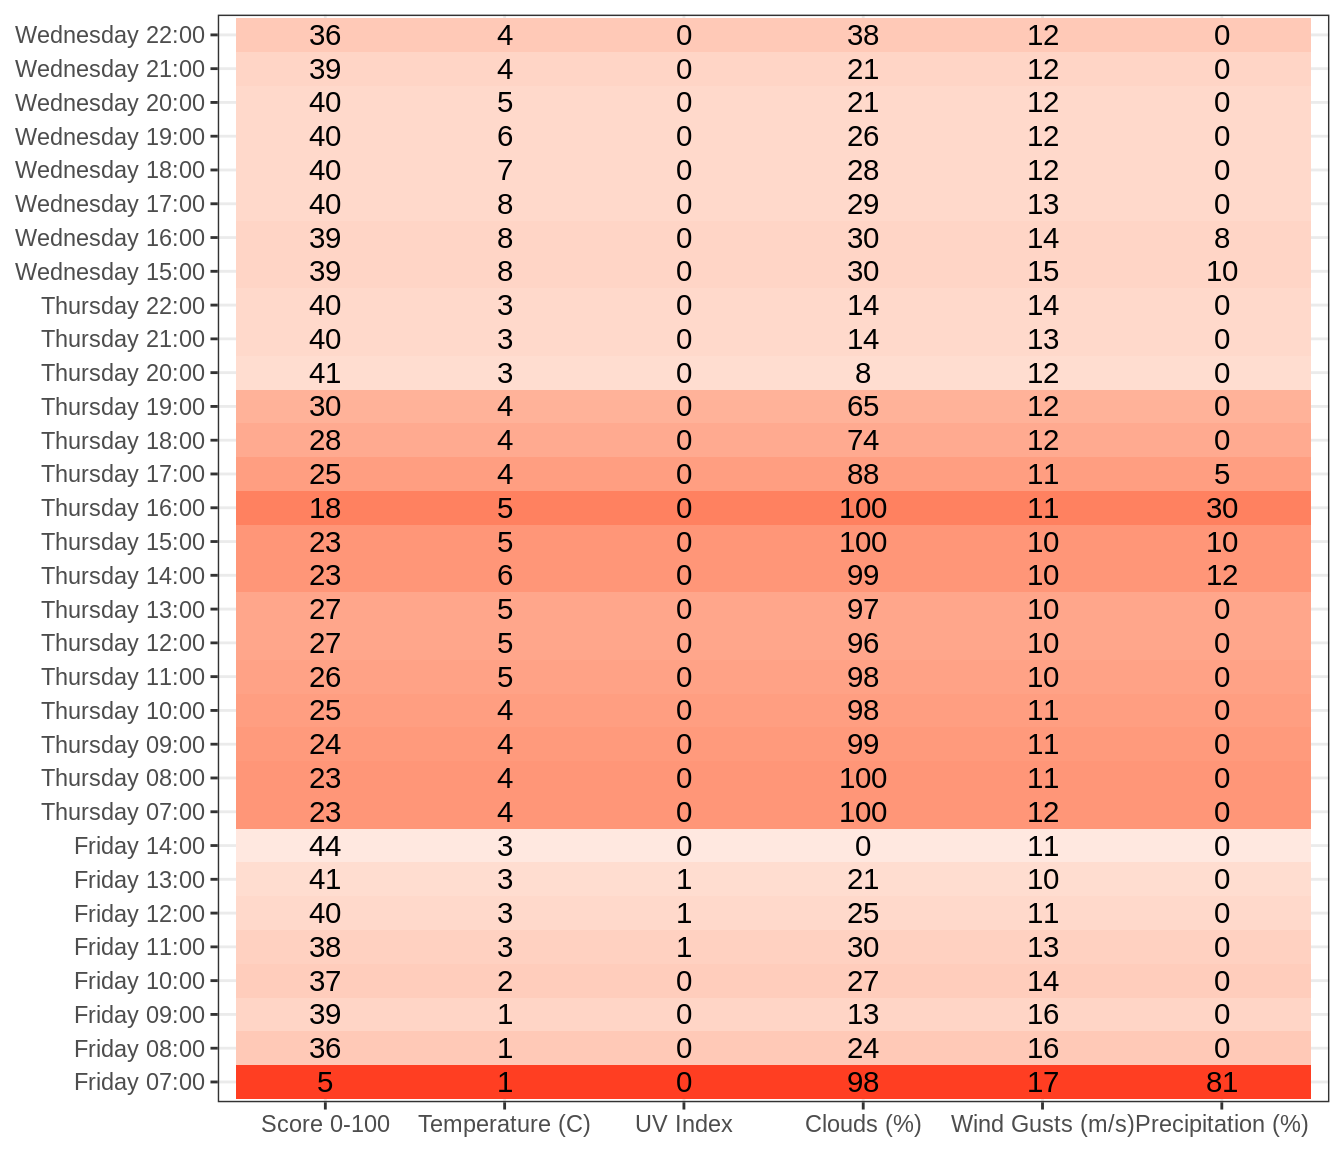 Wednesday 22:00 36 4 0 38 12 0
Wednesday 21:00 39 4 0 21 12 0
Wednesday 20:00 40 5 0 21 12 0
Wednesday 19:00 40 6 0 26 12 0
Wednesday 18:00 40 7 0 28 12 0
Wednesday 17:00 40 8 0 29 13 0
Wednesday 16:00 39 8 0 30 14 8
Wednesday 15:00 39 8 0 30 15 10
Thursday 22:00 40 3 0 14 14 0
Thursday 21:00 40 3 0 14 13 0
Thursday 20:00 41 3 0 8 12 0
Thursday 19:00 30 4 0 65 12 0
Thursday 18:00 28 4 0 74 12 0
Thursday 17:00 25 4 0 88 11 5
Thursday 16:00 18 5 0 100 11 30
Thursday 15:00 23 5 0 100 10 10
Thursday 14:00 23 6 0 99 10 12
Thursday 13:00 27 5 0 97 10 0
Thursday 12:00 27 5 0 96 10 0
Thursday 11:00 26 5 0 98 10 0
Thursday 10:00 25 4 0 98 11 0
Thursday 09:00 24 4 0 99 11 0
Thursday 08:00 23 4 0 100 11 0
Thursday 07:00 23 4 0 100 12 0
Friday 14:00 44 3 0 0 11 0
Friday 13:00 41 3 1 21 10 0
Friday 12:00 40 3 1 25 11 0
Friday 11:00 38 3 1 30 13 0
Friday 10:00 37 2 0 27 14 0
Friday 09:00 39 1 0 13 16 0
Friday 08:00 36 1 0 24 16 0
Friday 07:00 5 1 0 98 17 81
Score 0-100 Temperature (C) UV Index Clouds (%) Wind Gusts (m/s) Precipitation (%)